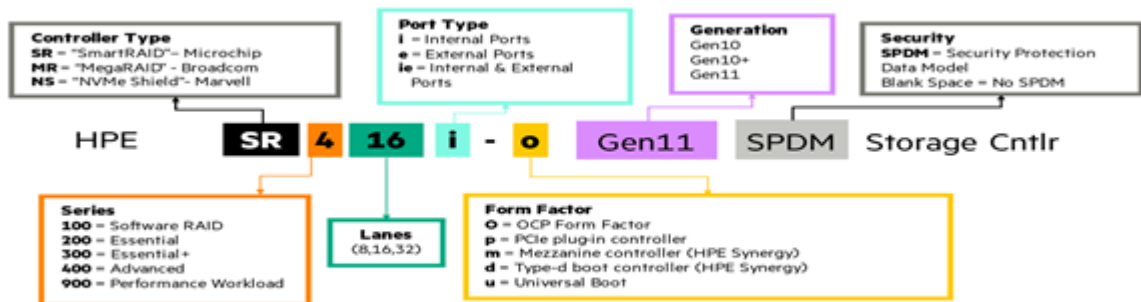 Controller Type
SR = "SmartRAID"– Microchip
MR = "MegaRAID" - Broadcom
NS = "NVMe Shield"- Marvell
Port Type
i = Internal Ports
e = External Ports
ie = Internal & External
Ports
Generation
Gen10
Gen10+
Gen11
Security
SPDM = Security Protection
Data Model
Blank Space = No SPDM
HPE SR 4 16 i - o Gen11 SPDM Storage Cntlr
Series
100 = Software RAID
200 = Essential
300 = Essential+
400 = Advanced
900 = Performance Workload
Lanes
(8,16,32)
Form Factor
O = OCP Form Factor
p = PCIe plug-in controller
m = Mezzanine controller (HPE Synergy)
d = Type-d boot controller (HPE Synergy)
u = Universal Boot